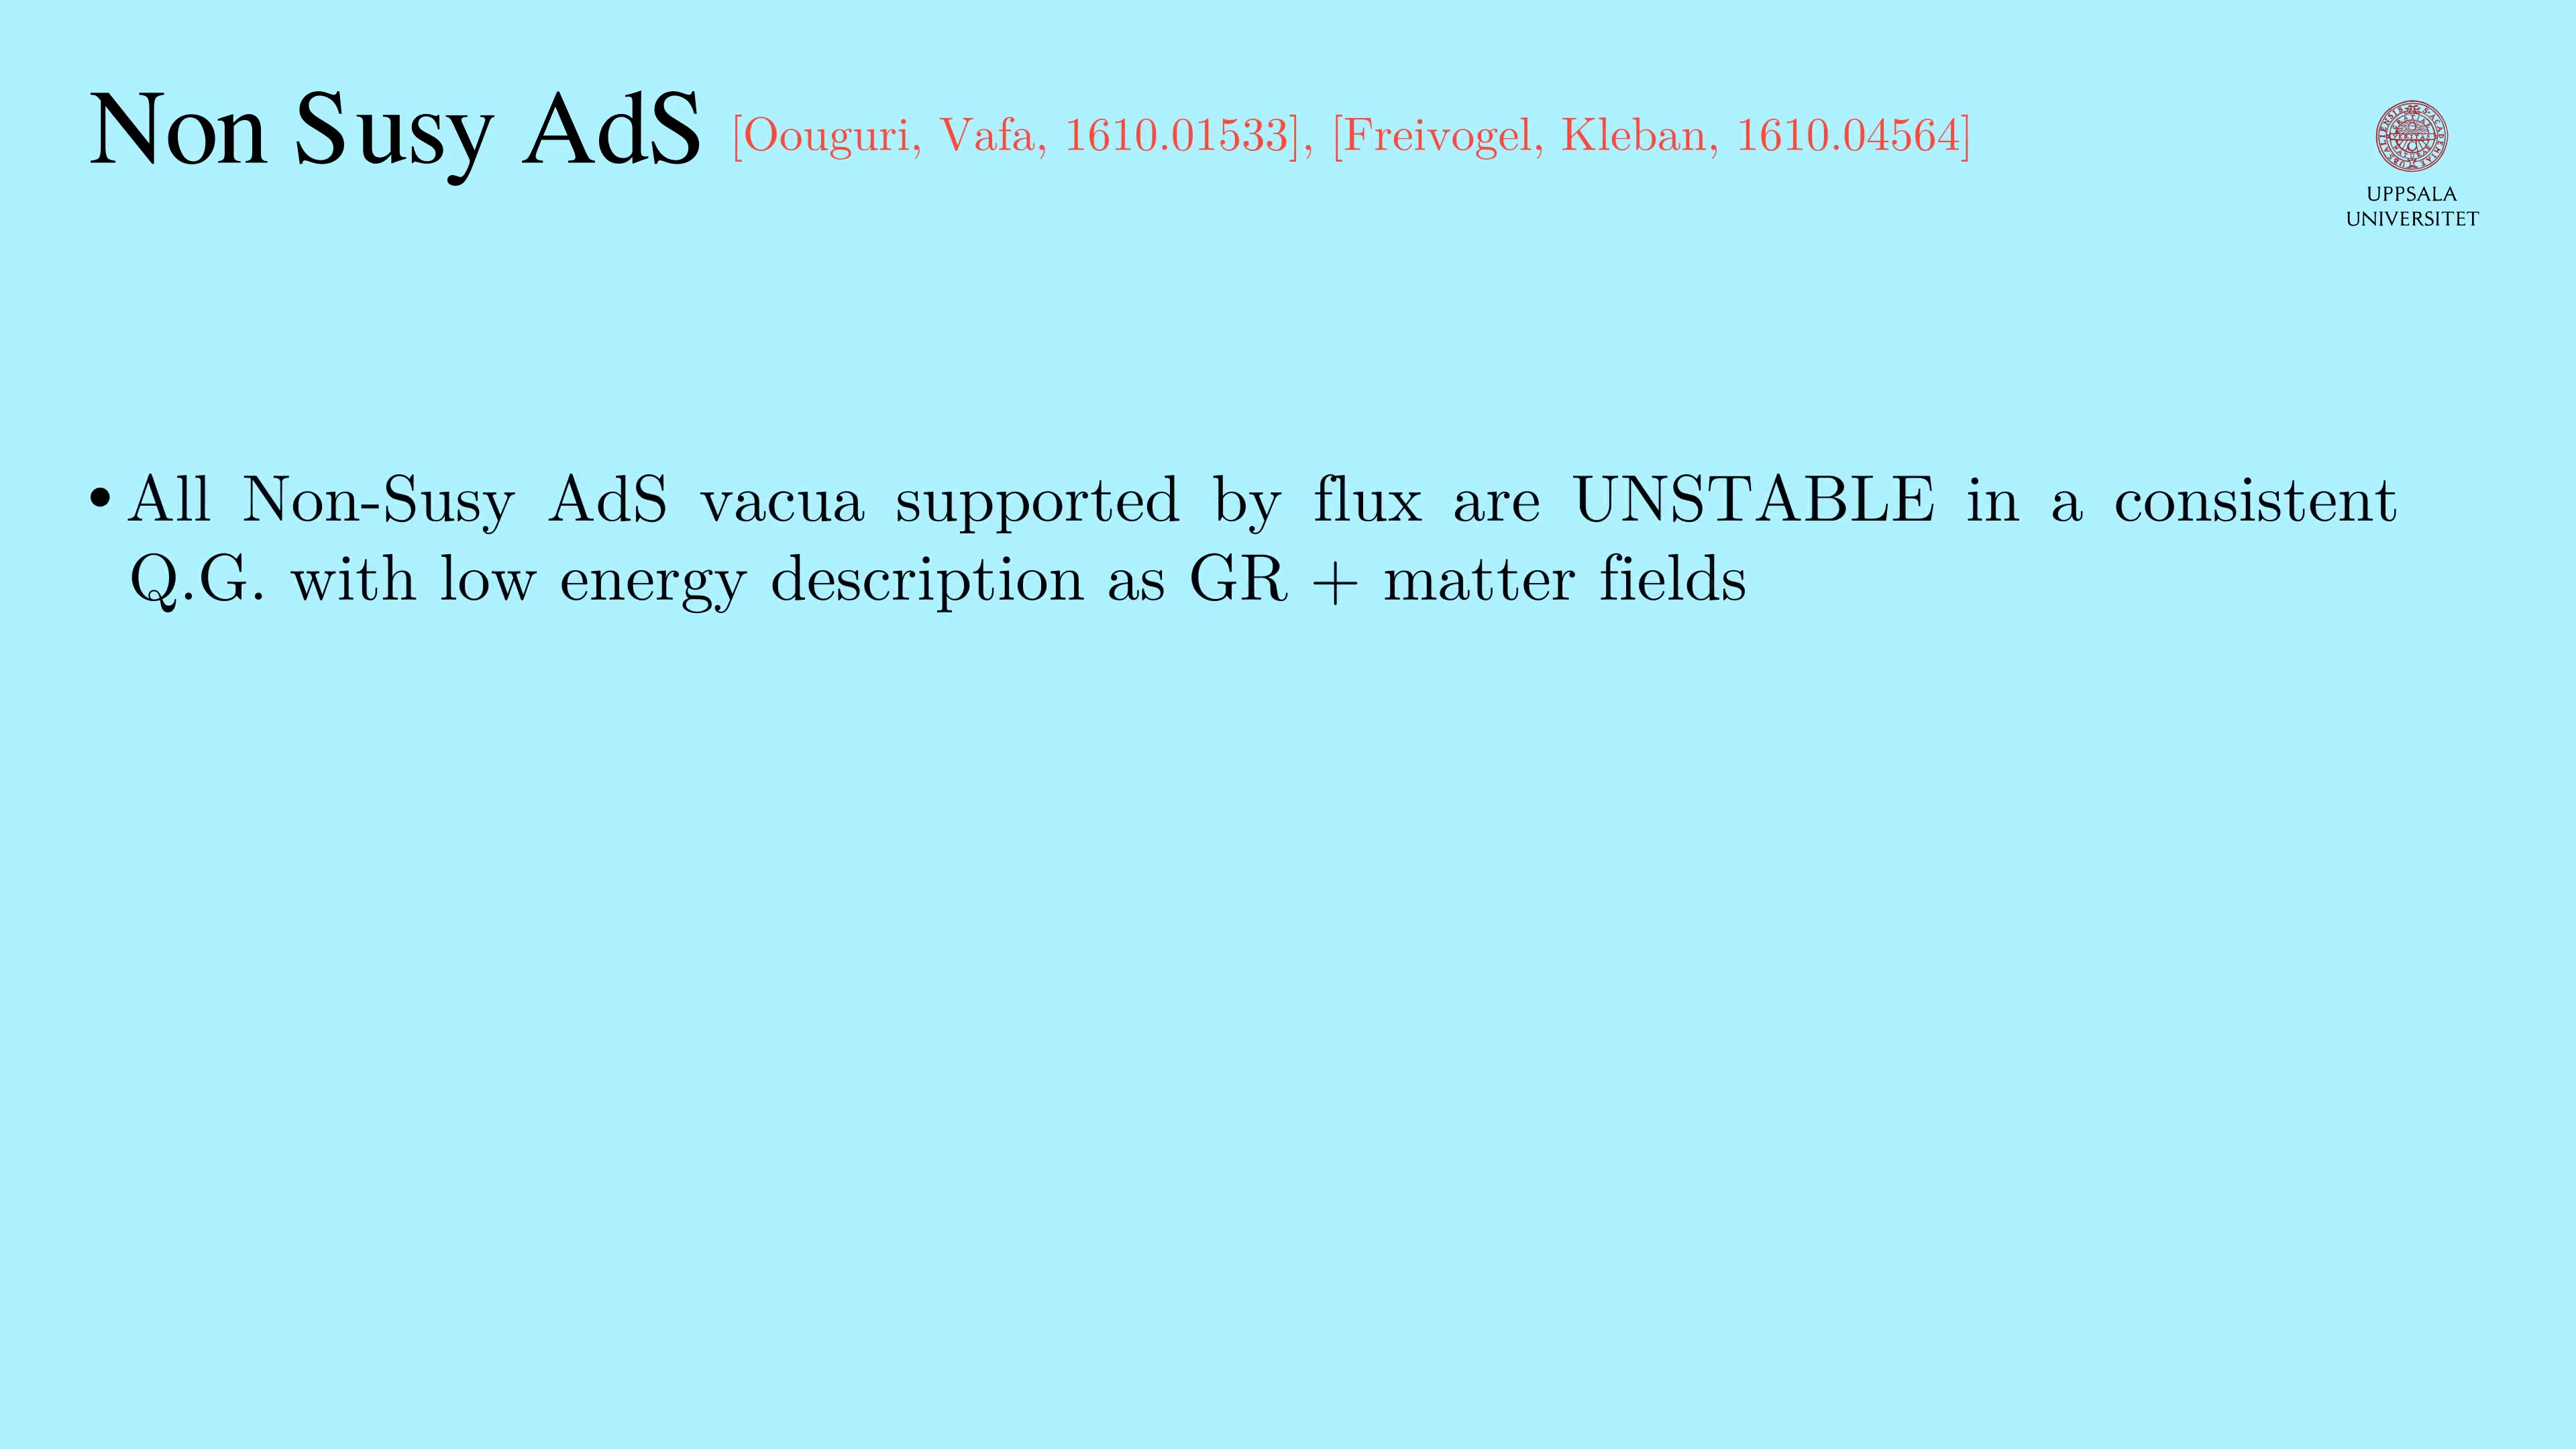 Non Susy AdS [Oouguri, Vafa, 1610.01533], [Freivogel, Kleban, 1610.04564]
UPPSALA
UNIVERSITET
• All Non-Susy AdS vacua supported by flux are UNSTABLE in a consistent
Q.G. with low energy description as GR + matter fields